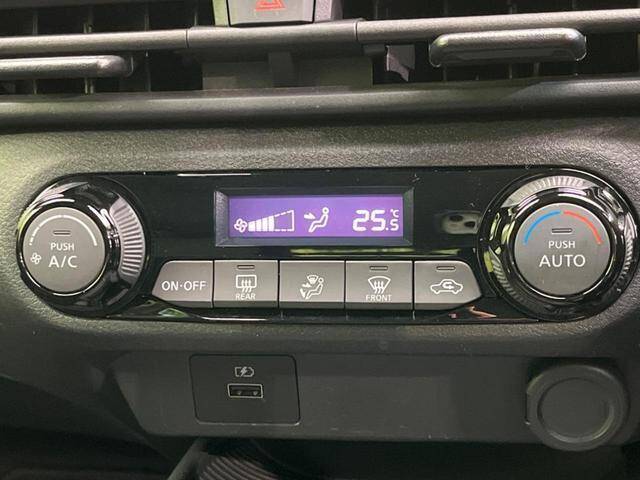 25.5 °C
PUSH
A/C
ON·OFF
REAR
FRONT
PUSH
AUTO